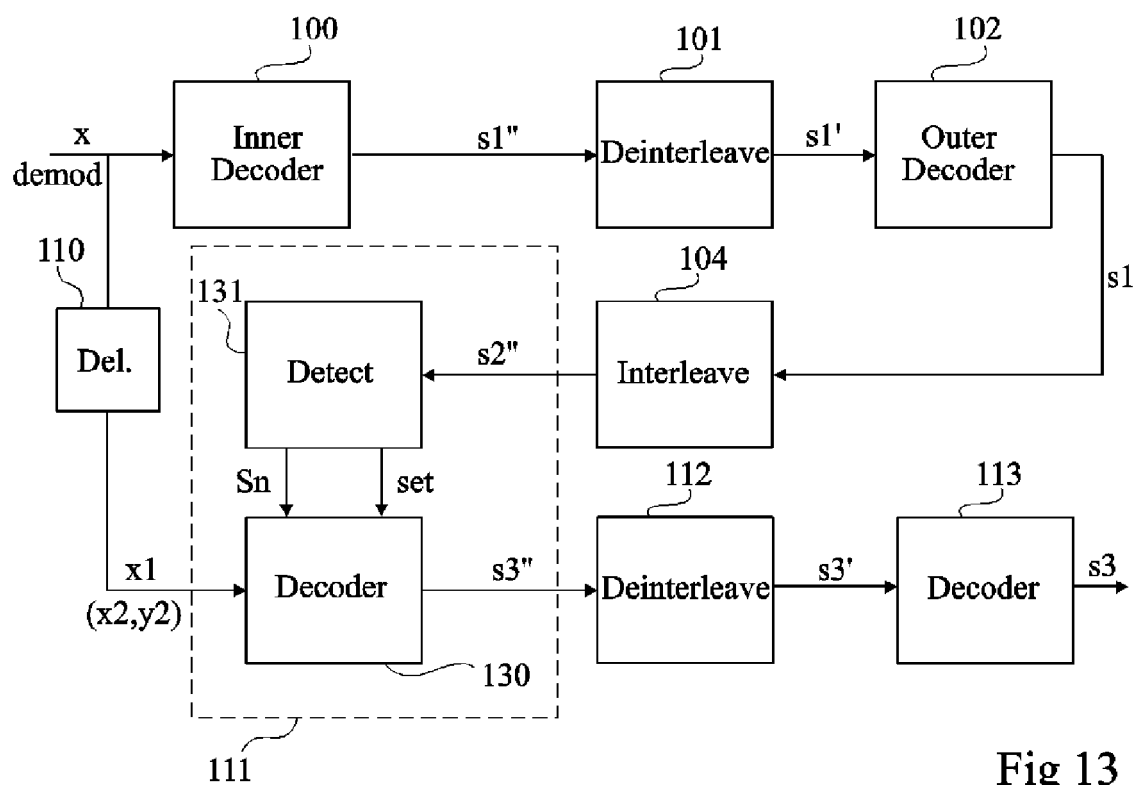 100
101
102
x
demod
Inner
Decoder
s1"
Deinterleave
s1'
Outer
Decoder
s1
110
Del.
131
Detect
s2"
104
Interleave
Sn
set
112
113
x1
(x2,y2)
Decoder
s3"
Deinterleave
s3'
Decoder
s3
130
111
Fig 13